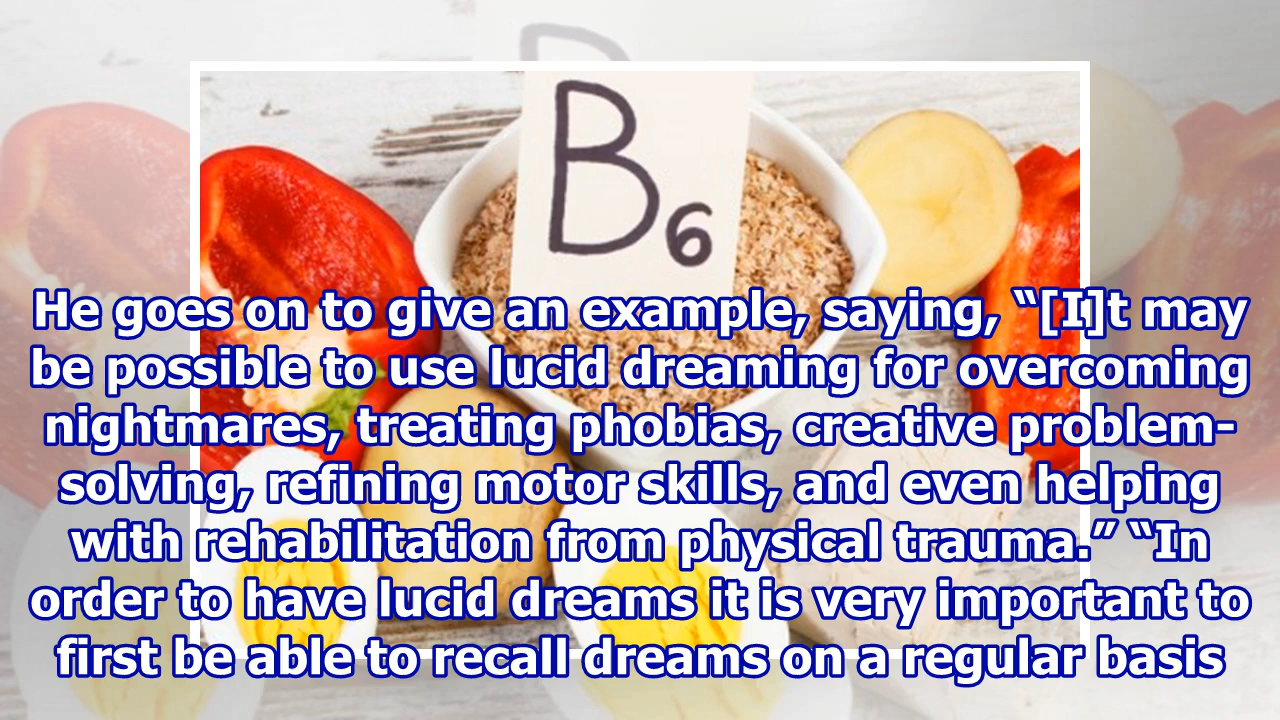 B6
He goes on to give an example, saying, “[I]t may
be possible to use lucid dreaming for overcoming
nightmares, treating phobias, creative problem-
solving, refining motor skills, and even helping
with rehabilitation from physical trauma.” “In
order to have lucid dreams it is very important to
first be able to recall dreams on a regular basis